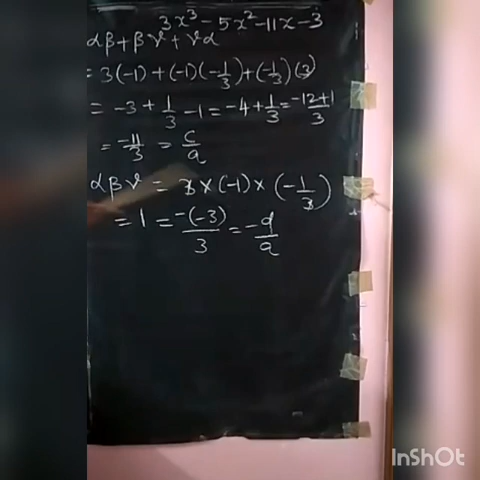 3x³-5x²-11x-3
αβ+βγ+γα
= 3(-1)+(-1)(-1/3)+(-1/3)(3)
= -3+1/3-1=-4+1/3=-12+1/3
= -11/3 = c/a
αβγ = 3×(-1)×(-1/3)
= 1 = -(-3)/3 = -d/a
InShOt